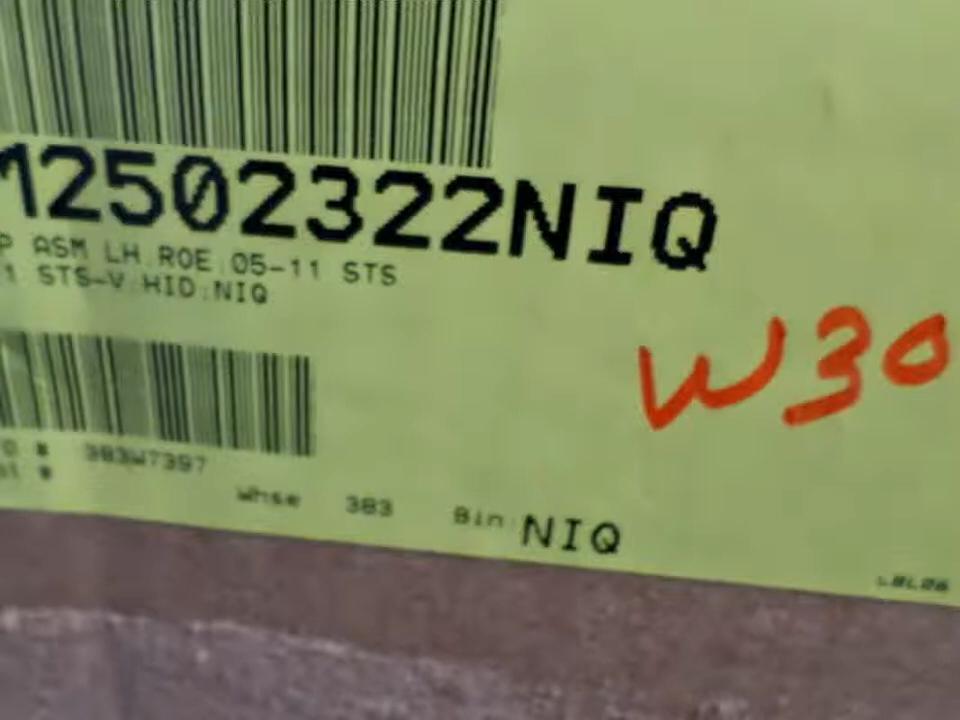 12502322NIQ
P ASM LH ROE 05-11 STS
1 STS-V HID NIQ
W30
O # 383W7397
#
Whse 383 Bin: NIQ
LBL06